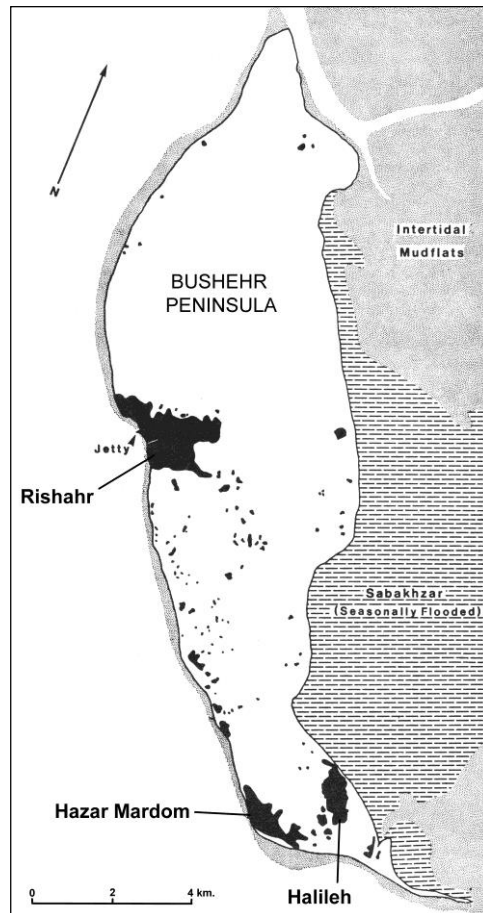 N
Intertidal
Mudflats
BUSHEHR
PENINSULA
Jetty
Rishahr
Sabakhzar
(Seasonally Flooded)
Hazar Mardom
Halileh
0 2 4 km.